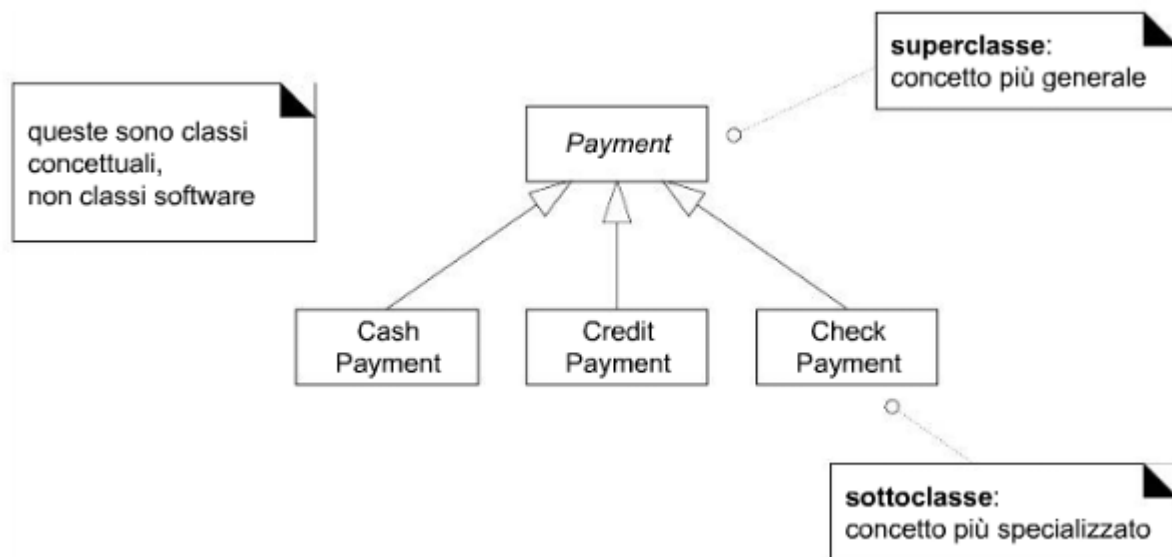 superclasse:
concetto più generale
queste sono classi
concettuali,
non classi software
Payment
Cash
Payment
Credit
Payment
Check
Payment
sottoclasse:
concetto più specializzato